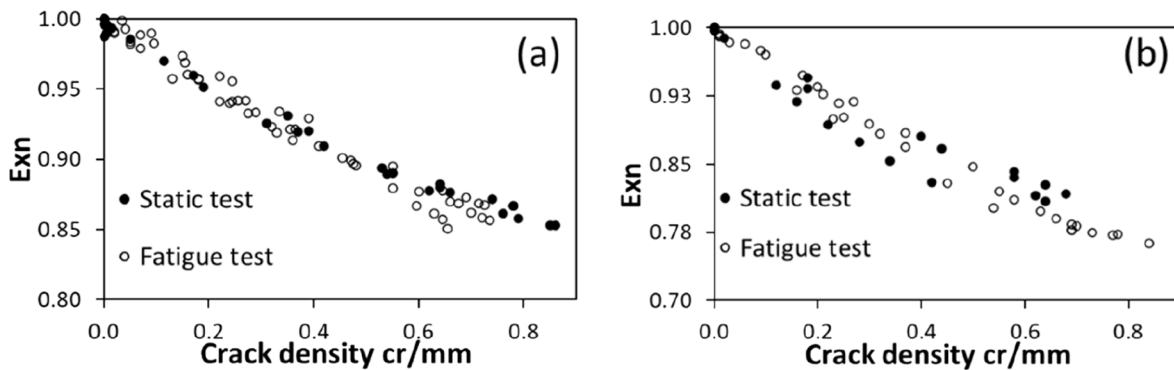 (a)
1.00
0.95
0.90
0.85
0.80
Exn
Static test
Fatigue test
0.0 0.2 0.4 0.6 0.8
Crack density cr/mm
(b)
1.00
0.93
0.85
0.78
0.70
Exn
Static test
Fatigue test
0.0 0.2 0.4 0.6 0.8
Crack density cr/mm